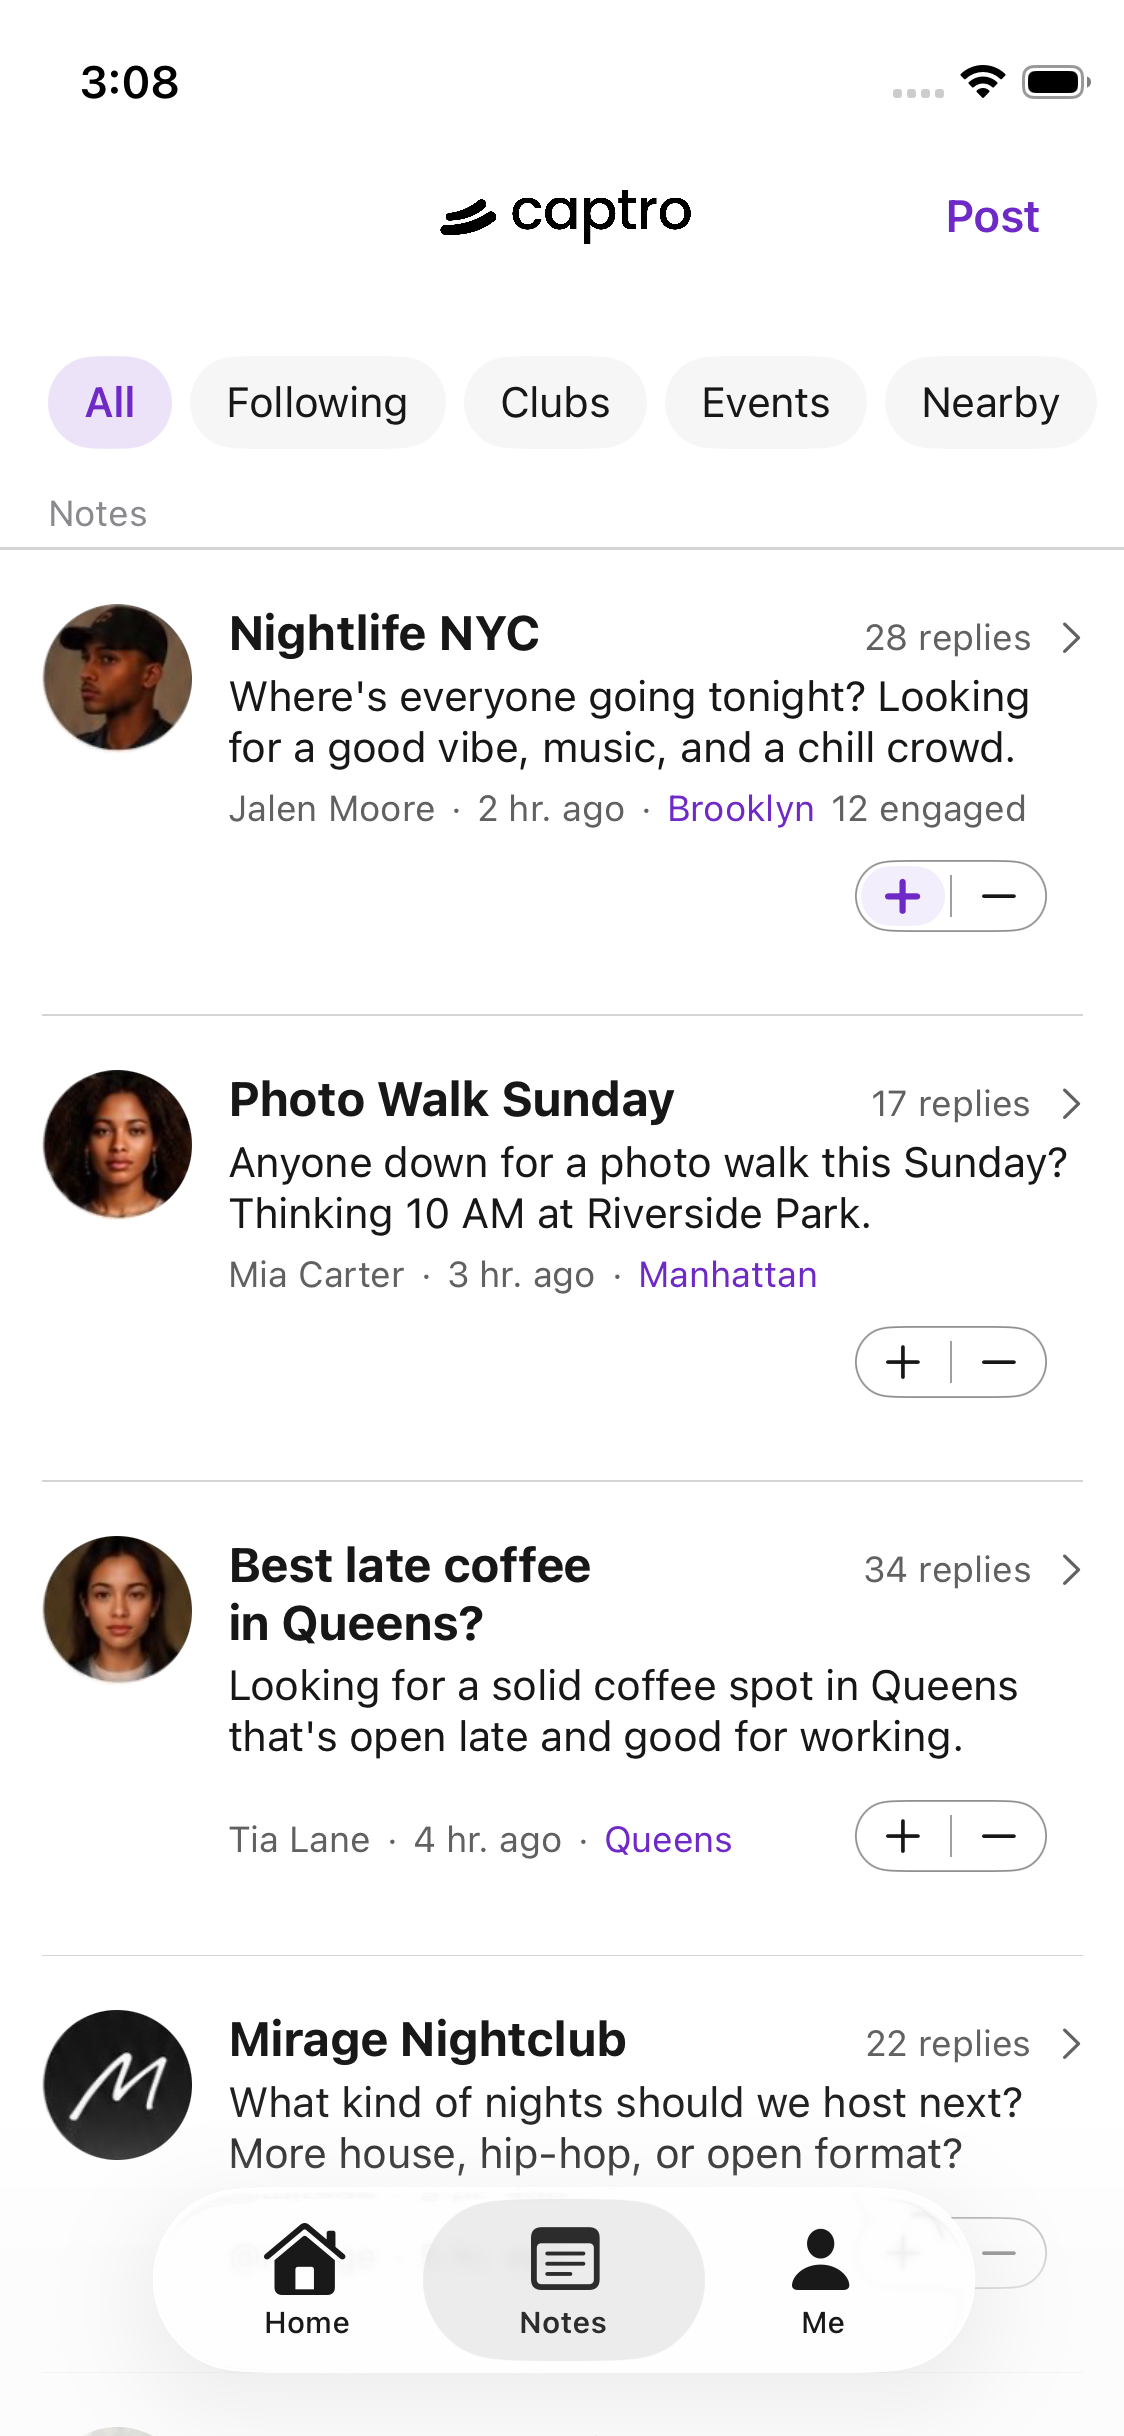 3:08
captro
Post
All
Following
Clubs
Events
Nearby
Notes
Nightlife NYC
28 replies
Where's everyone going tonight? Looking
for a good vibe, music, and a chill crowd.
Jalen Moore · 2 hr. ago · Brooklyn 12 engaged
Photo Walk Sunday
17 replies
Anyone down for a photo walk this Sunday?
Thinking 10 AM at Riverside Park.
Mia Carter · 3 hr. ago · Manhattan
Best late coffee
in Queens?
34 replies
Looking for a solid coffee spot in Queens
that's open late and good for working.
Tia Lane · 4 hr. ago · Queens
M
Mirage Nightclub
22 replies
What kind of nights should we host next?
More house, hip-hop, or open format?
Home
Notes
Me